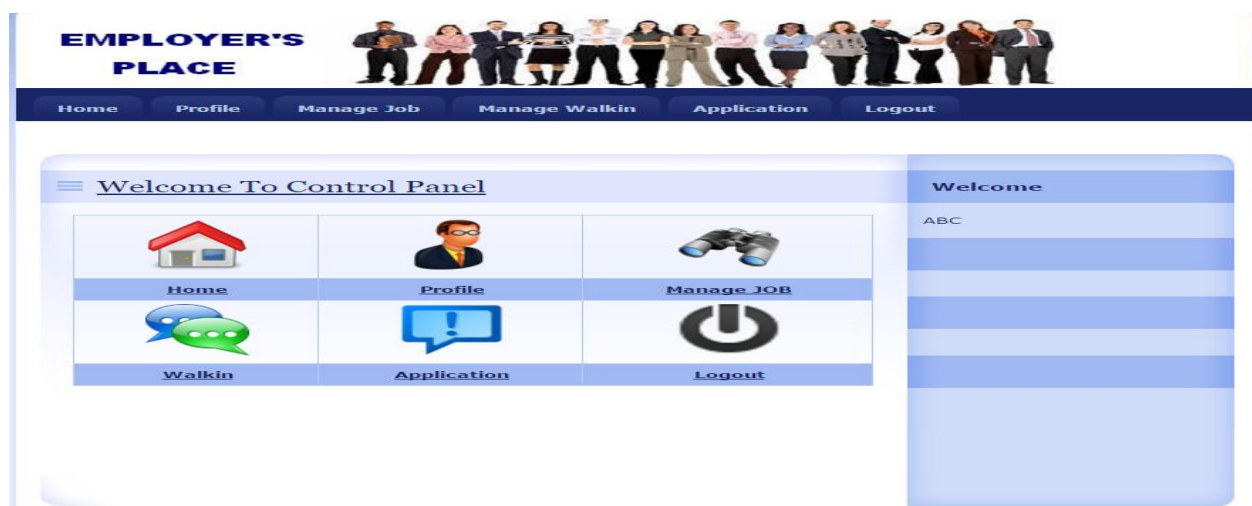 EMPLOYER'S
PLACE
Home Profile Manage Job Manage Walkin Application Logout
Welcome To Control Panel
Home Profile Manage JOB
Walkin Application Logout
Welcome
ABC